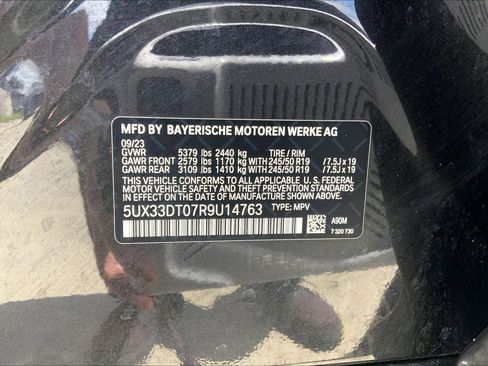 MFD BY BAYERISCHE MOTOREN WERKE AG
09/23
GVWR 5379 lbs 2440 kg TIRE / RIM
GAWR FRONT 2579 lbs 1170 kg WITH 245/50 R19 /7.5J x 19
GAWR REAR 3109 lbs 1410 kg WITH 245/50 R19 /7.5J x 19
THIS VEHICLE CONFORMS TO ALL APPLICABLE U. S. FEDERAL
MOTOR VEHICLE SAFETY, BUMPER, AND THEFT PREVENTION STANDARDS
IN EFFECT ON THE DATE OF MANUFACTURE SHOWN ABOVE.
5UX33DT07R9U14763 TYPE: MPV
A90M
7 320 730